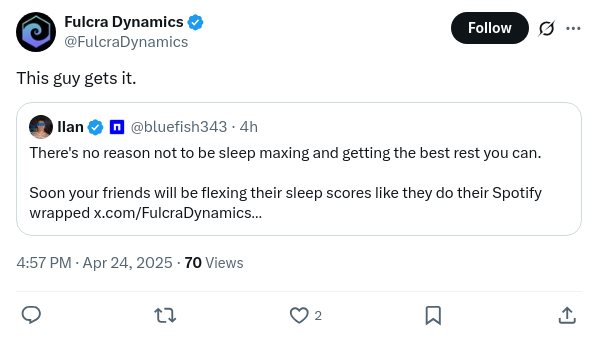 Fulcra Dynamics
@FulcraDynamics
Follow
This guy gets it.
Ilan @bluefish343 · 4h
There's no reason not to be sleep maxing and getting the best rest you can.
Soon your friends will be flexing their sleep scores like they do their Spotify
wrapped x.com/FulcraDynamics...
4:57 PM · Apr 24, 2025 · 70 Views
2